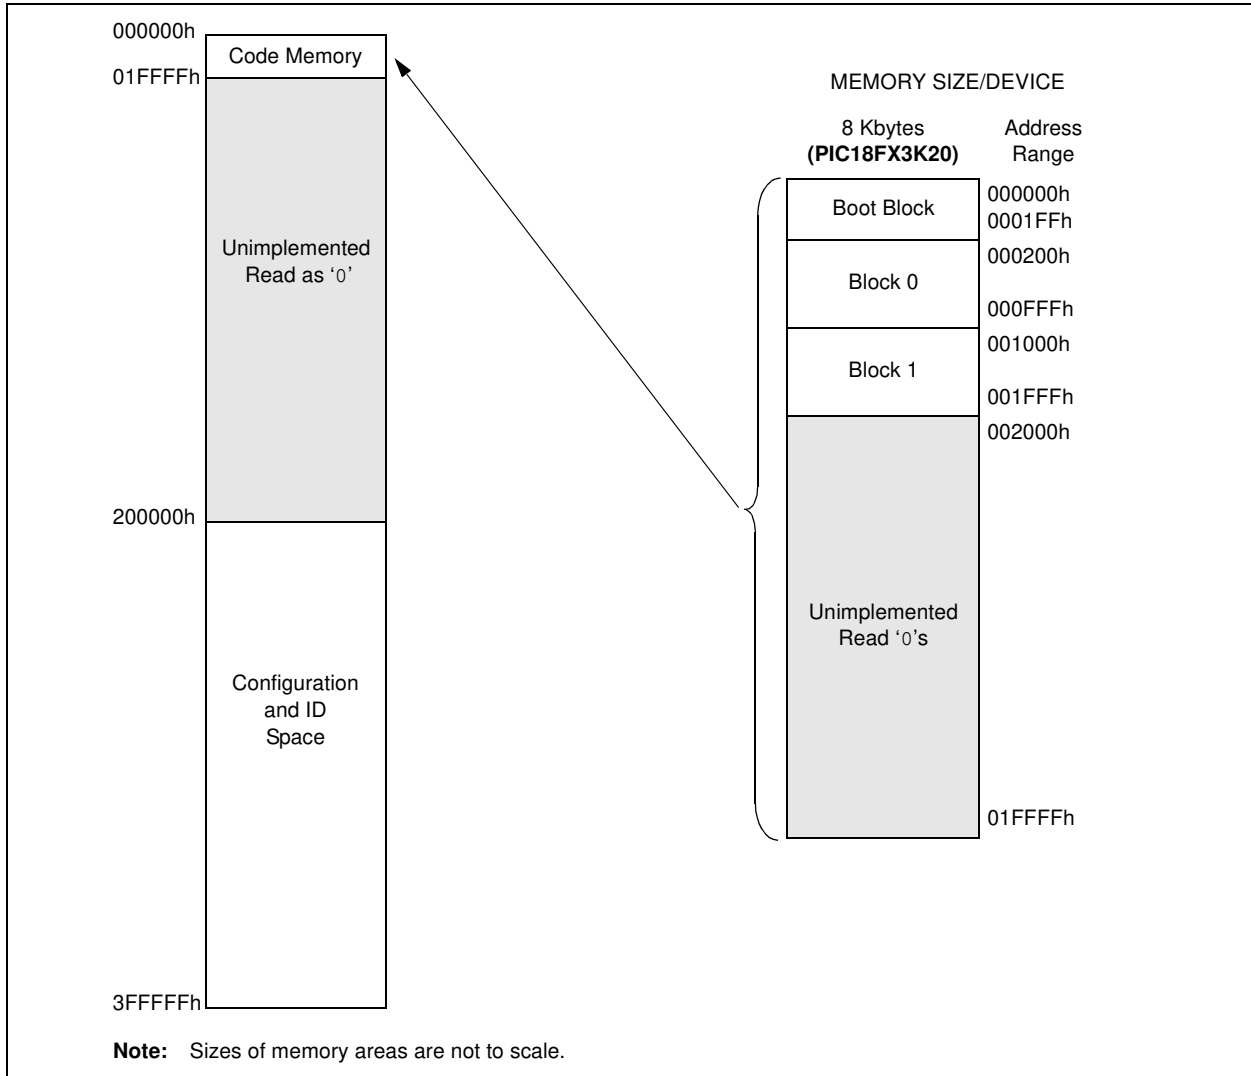 000000h
Code Memory
01FFFFh
Unimplemented
Read as ‘0’
200000h
Configuration
and ID
Space
3FFFFFh
MEMORY SIZE/DEVICE
8 Kbytes
(PIC18FX3K20)
Address
Range
Boot Block
000000h
0001FFh
Block 0
000200h
000FFFh
Block 1
001000h
001FFFh
002000h
Unimplemented
Read ‘0’s
01FFFFh
Note: Sizes of memory areas are not to scale.